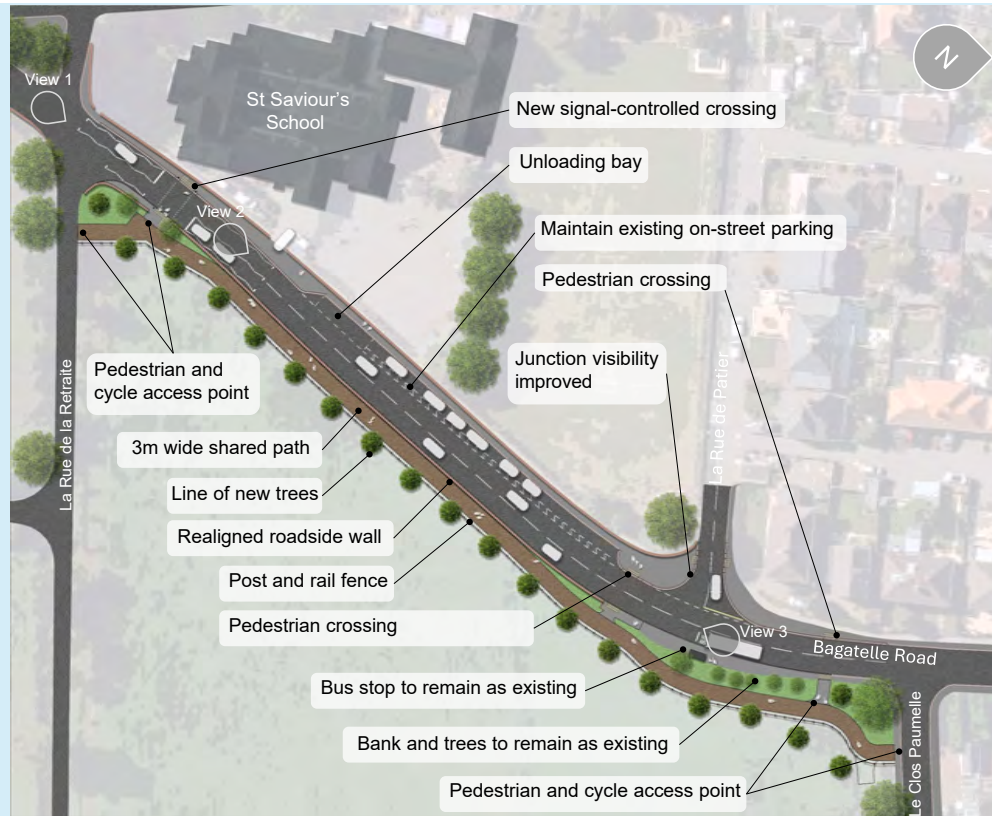 N
View 1
St Saviour's
School
New signal-controlled crossing
Unloading bay
View 2
Maintain existing on-street parking
Pedestrian crossing
Junction visibility
improved
La Rue de Patier
La Rue de la Retraite
Pedestrian and
cycle access point
3m wide shared path
Line of new trees
Realigned roadside wall
Post and rail fence
Pedestrian crossing
View 3
Bagatelle Road
Bus stop to remain as existing
Bank and trees to remain as existing
Pedestrian and cycle access point
Le Clos Paumelle